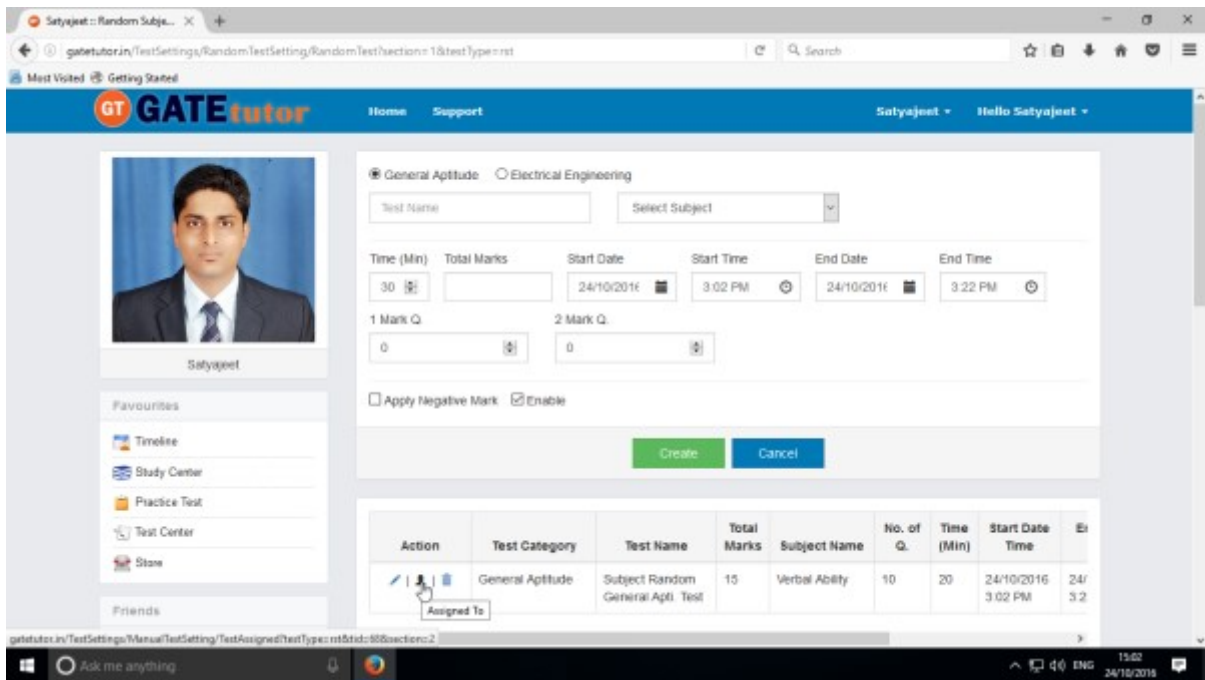 Satyajeet :: Random Subje...
gatetutor.in/TestSettings/RandomTestSetting/RandomTest?section=1&testType=rst
Search
Most Visited Getting Started
GT GATEtutor
Home Support
Satyajeet Hello Satyajeet
General Aptitude Electrical Engineering
Test Name Select Subject
Time (Min) Total Marks Start Date Start Time End Date End Time
30 24/10/2016 3:02 PM 24/10/2016 3:22 PM
1 Mark Q. 2 Mark Q.
0 0
Apply Negative Mark Enable
Create Cancel
Satyajeet
Favourites
Timeline
Study Center
Practice Test
Test Center
Store
Friends
Action Test Category Test Name Total Marks Subject Name No. of Q. Time (Min) Start Date Time
General Aptitude Subject Random General Apti. Test 15 Verbal Ability 10 20 24/10/2016 3:02 PM 24/ 3:2
Assigned To
gatetutor.in/TestSettings/ManualTestSetting/TestAssigned?testType=rst&tid=68&section=2
Ask me anything
ENG
15:02
24/10/2016